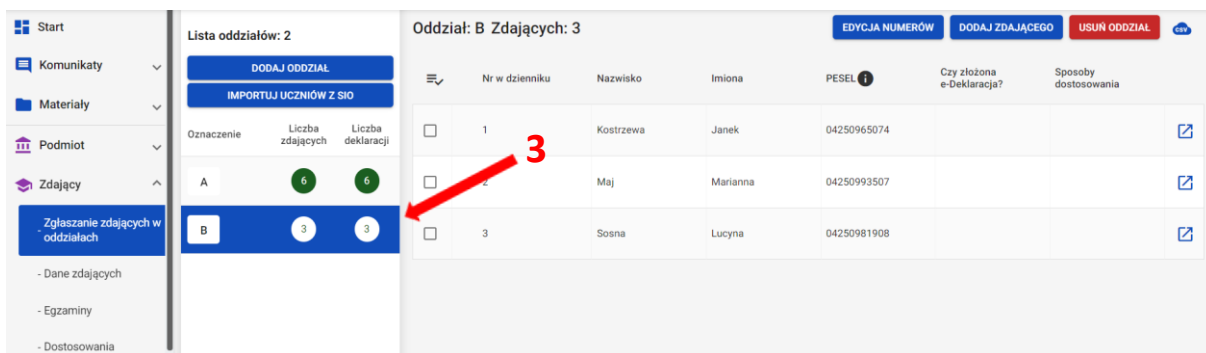 Start
Komunikaty
Materiały
Podmiot
Zdający
- Zgłaszanie zdających w
oddziałach
- Dane zdających
- Egzaminy
- Dostosowania
Lista oddziałów: 2
DODAJ ODDZIAŁ
IMPORTUJ UCZNIÓW Z SIO
Oznaczenie
Liczba
zdających
Liczba
deklaracji
A 6 6
B 3 3
Oddział: B Zdających: 3
EDYCJA NUMERÓW DODAJ ZDAJĄCEGO USUŃ ODDZIAŁ CSV
Nr w dzienniku Nazwisko Imiona PESEL i
Czy złożona
e-Deklaracja?
Sposoby
dostosowania
1 Kostrzewa Janek 04250965074
3
2 Maj Marianna 04250993507
3 Sosna Lucyna 04250981908